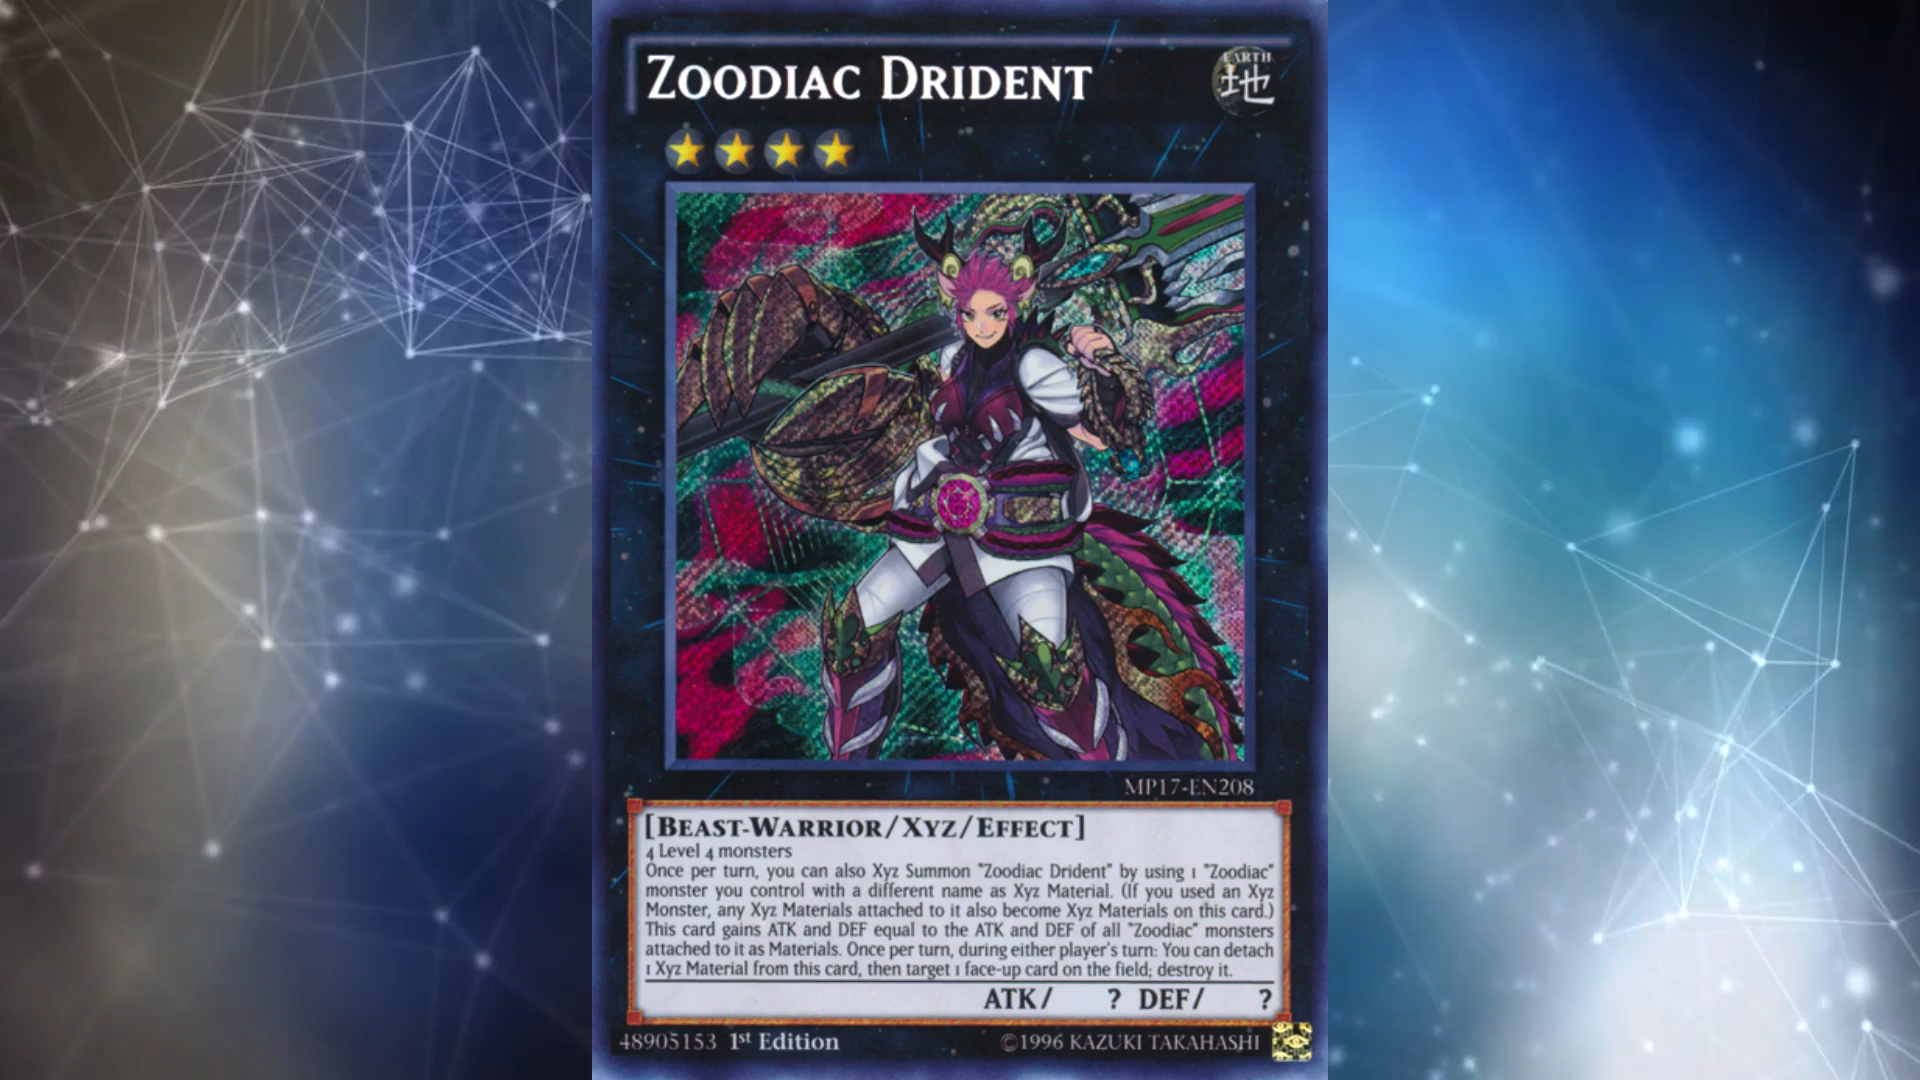 ZOODIAC DRIDENT
EARTH
地
[BEAST-WARRIOR/XYZ/EFFECT]
4 Level 4 monsters
Once per turn, you can also Xyz Summon "Zoodiac Drident" by using 1 "Zoodiac"
monster you control with a different name as Xyz Material. (If you used an Xyz
Monster, any Xyz Materials attached to it also become Xyz Materials on this card.)
This card gains ATK and DEF equal to the ATK and DEF of all "Zoodiac" monsters
attached to it as Materials. Once per turn, during either player's turn: You can detach
1 Xyz Material from this card, then target 1 face-up card on the field; destroy it.
ATK/ ? DEF/ ?
MP17-EN208
48905153 1st Edition
©1996 KAZUKI TAKAHASHI